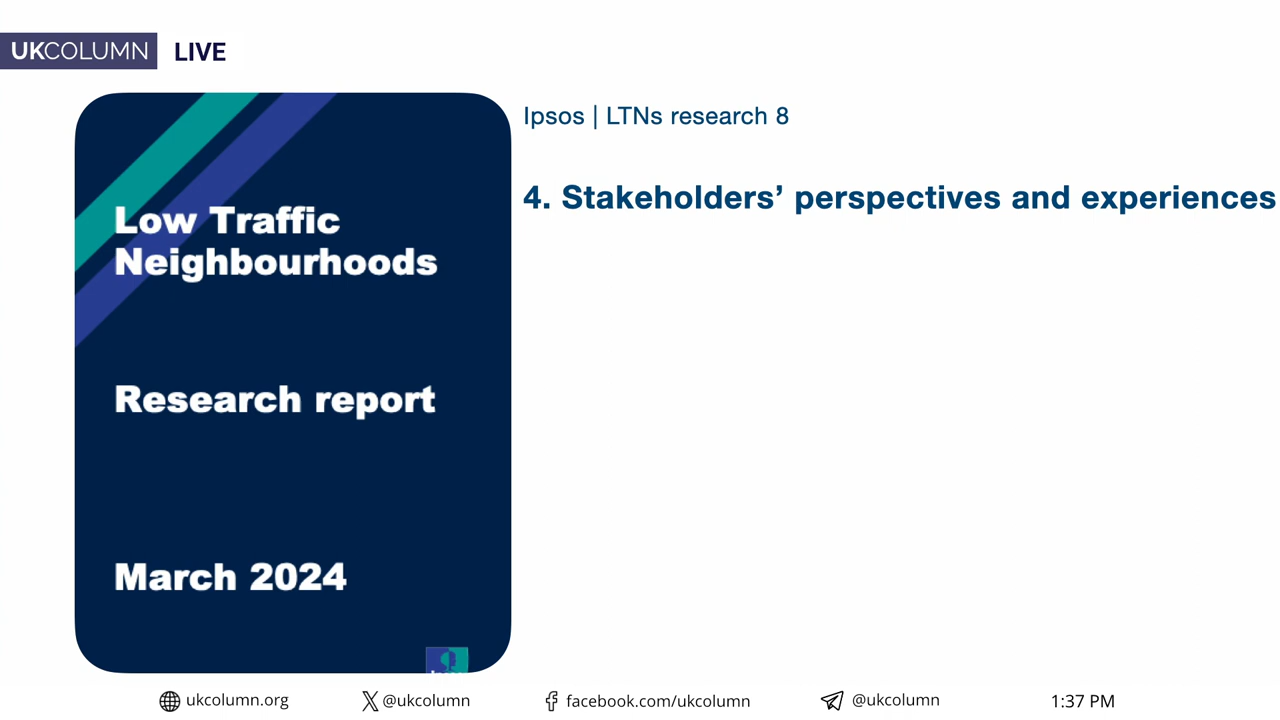 UKCOLUMN LIVE
Ipsos | LTNs research 8
4. Stakeholders’ perspectives and experiences
Low Traffic
Neighbourhoods
Research report
March 2024
ukcolumn.org @ukcolumn facebook.com/ukcolumn @ukcolumn 1:37 PM